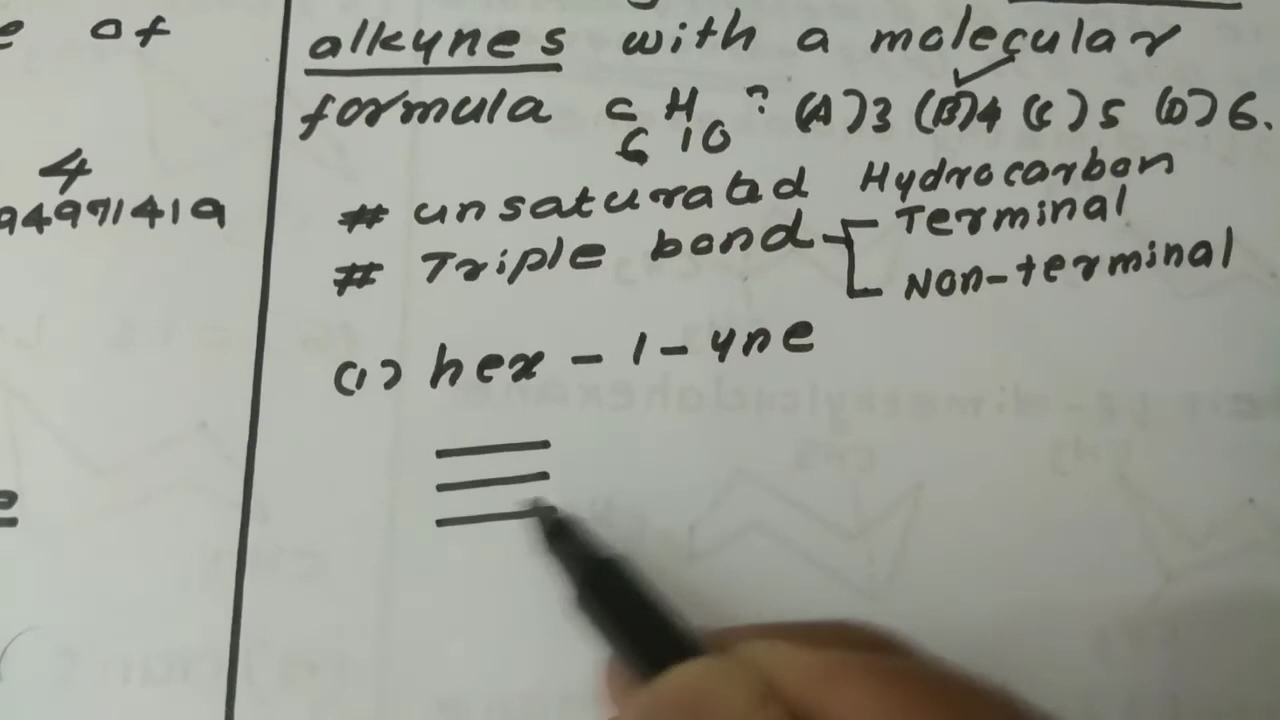 e of
4
94971419
e
alkynes with a molecular
formula C6H10? (A)3 (B)4 (C)5 (D)6.
# unsaturated Hydrocarbon
# Triple bond Terminal
Non-terminal
(1) hex-1-yne